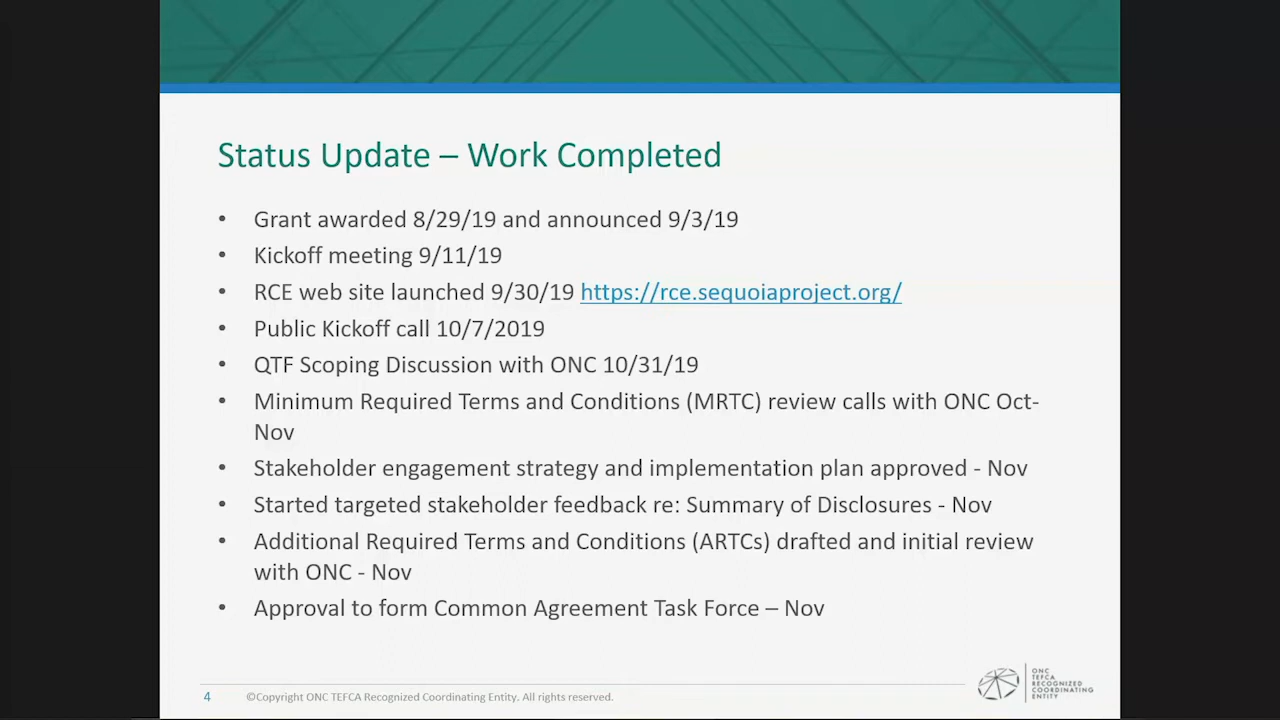 Status Update – Work Completed
• Grant awarded 8/29/19 and announced 9/3/19
• Kickoff meeting 9/11/19
• RCE web site launched 9/30/19 https://rce.sequoiaproject.org/
• Public Kickoff call 10/7/2019
• QTF Scoping Discussion with ONC 10/31/19
• Minimum Required Terms and Conditions (MRTC) review calls with ONC Oct-
Nov
• Stakeholder engagement strategy and implementation plan approved - Nov
• Started targeted stakeholder feedback re: Summary of Disclosures - Nov
• Additional Required Terms and Conditions (ARTCs) drafted and initial review
with ONC - Nov
• Approval to form Common Agreement Task Force – Nov
4 ©Copyright ONC TEFCA Recognized Coordinating Entity. All rights reserved.
ONC
TEFCA
RECOGNIZED
COORDINATING
ENTITY